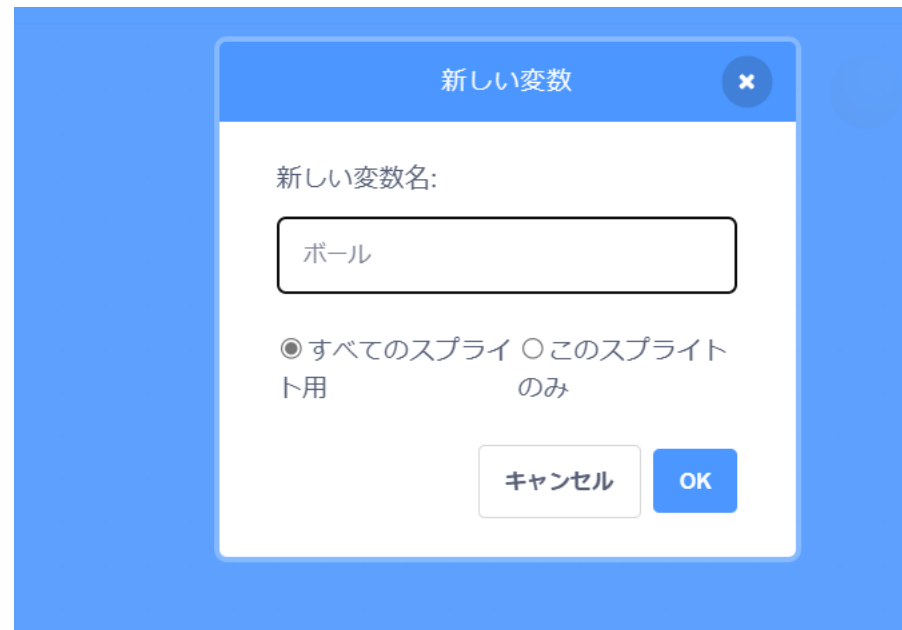 新しい変数
新しい変数名:
ボール
すべてのスプライ このスプライト
ト用 のみ
キャンセル OK